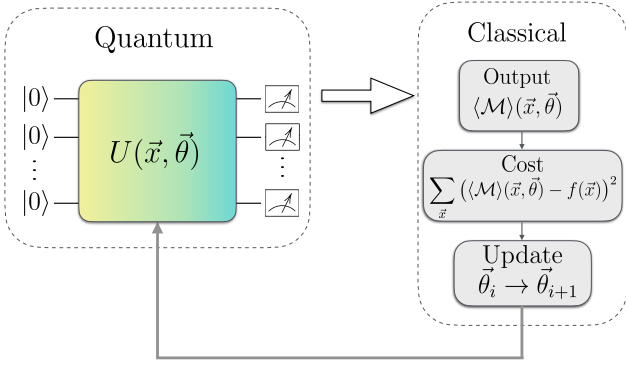 Quantum
|0⟩
|0⟩
⋮
|0⟩
U(x⃗, θ⃗)
⋮
Classical
Output
⟨ℳ⟩(x⃗, θ⃗)
Cost
∑_x⃗ (⟨ℳ⟩(x⃗, θ⃗) − f(x⃗))²
Update
θ⃗_i → θ⃗_{i+1}